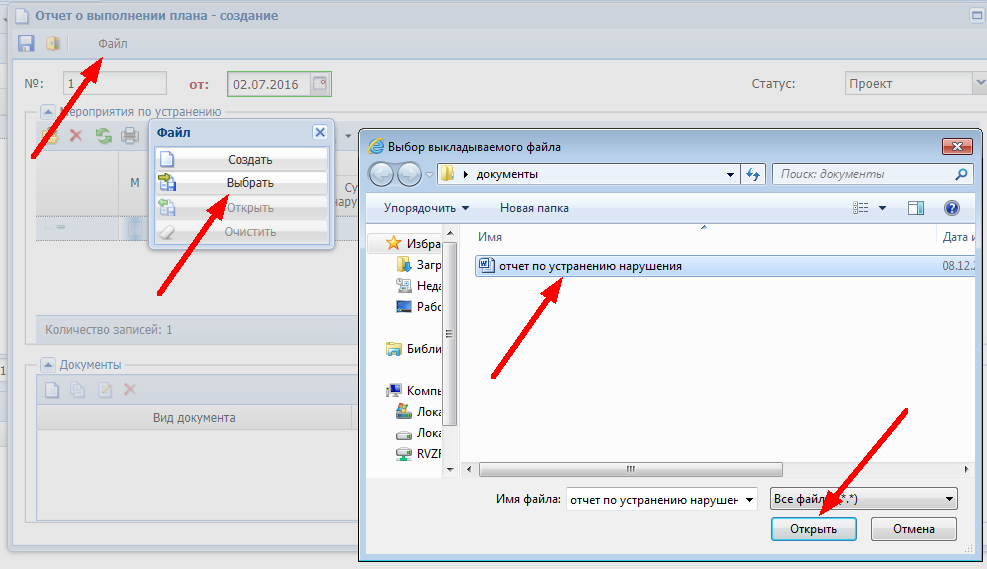 Отчет о выполнении плана - создание
Файл
№: 1 от: 02.07.2016 Статус: Проект
Мероприятия по устранению
М
Су
нару
Количество записей: 1
Документы
Вид документа
Файл
Создать
Выбрать
Открыть
Очистить
Выбор выкладываемого файла
документы
Поиск: документы
Упорядочить Новая папка
Имя Дата и
отчет по устранению нарушения 08.12.2
Избра
Загр
Неда
Рабо
Библи
Компь
Лока
Лока
RVZF
Имя файла: отчет по устранению нарушен Все файлы (*.*)
Открыть Отмена